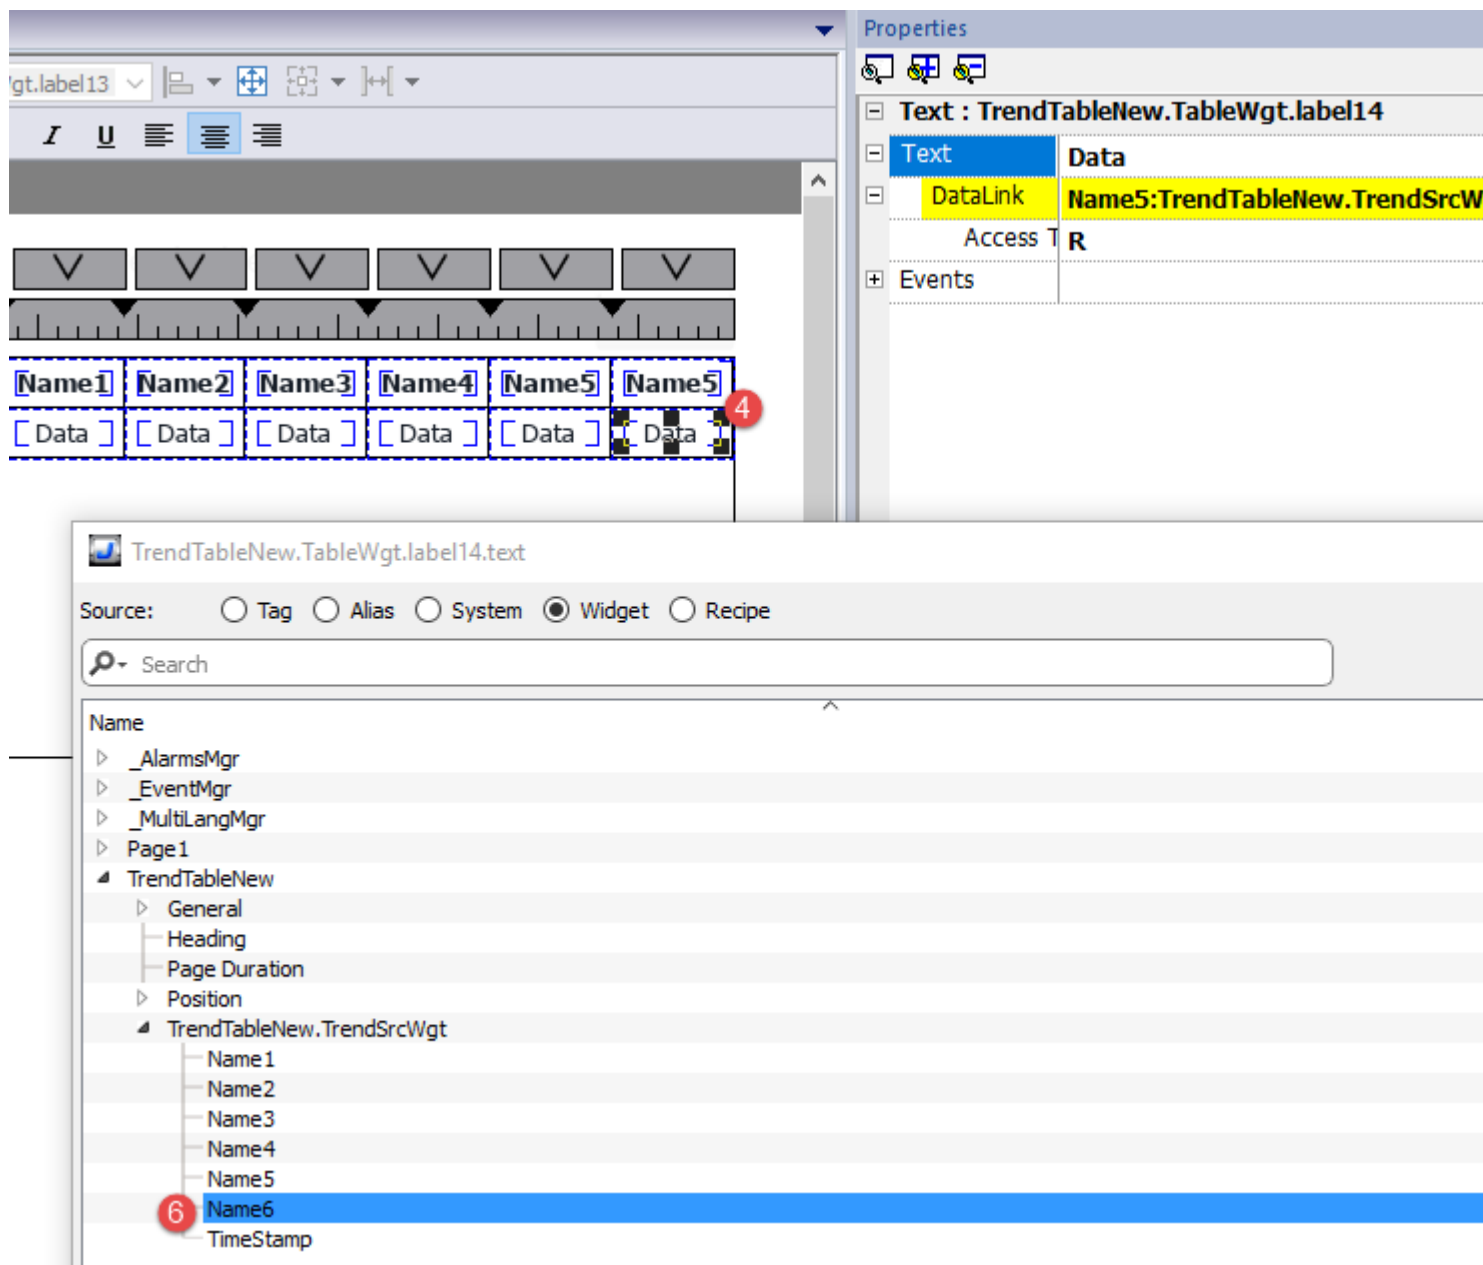 Properties
/gt.label13
I U
Text : TrendTableNew.TableWgt.label14
Text Data
DataLink Name5:TrendTableNew.TrendSrcW
Access T R
Events
Name1 Name2 Name3 Name4 Name5 Name5
4
Data Data Data Data Data Data
TrendTableNew.TableWgt.label14.text
Source: Tag Alias System Widget Recipe
Search
Name
_AlarmsMgr
_EventMgr
_MultiLangMgr
Page1
TrendTableNew
General
Heading
Page Duration
Position
TrendTableNew.TrendSrcWgt
Name1
Name2
Name3
Name4
Name5
6 Name6
TimeStamp